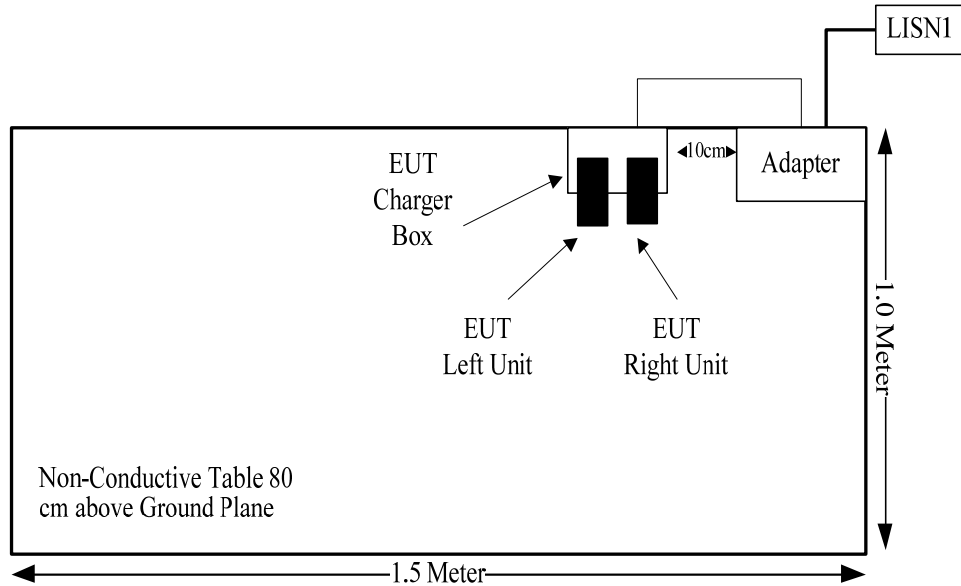 LISN1
EUT
Charger
Box
10cm
Adapter
EUT
Left Unit
EUT
Right Unit
1.0 Meter
Non-Conductive Table 80
cm above Ground Plane
1.5 Meter